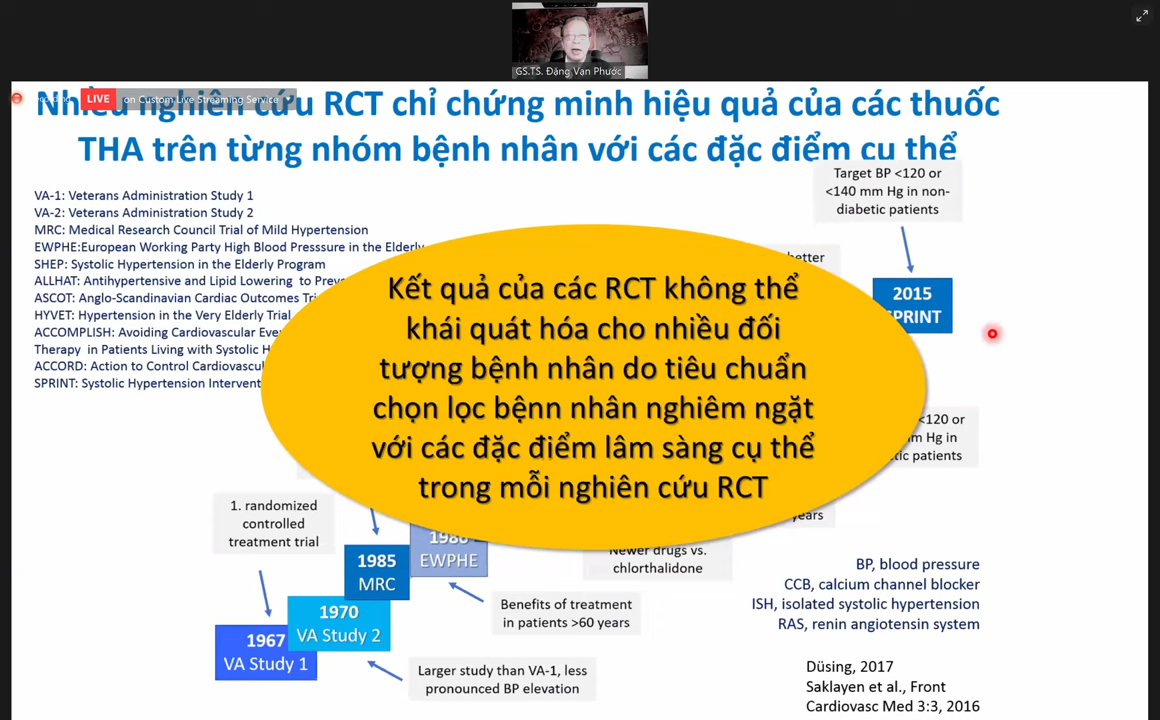 GS.TS. Đặng Vạn Phước
LIVE on Custom Live Streaming Service
Nhiều nghiên cứu RCT chỉ chứng minh hiệu quả của các thuốc
THA trên từng nhóm bệnh nhân với các đặc điểm cụ thể
VA-1: Veterans Administration Study 1
VA-2: Veterans Administration Study 2
MRC: Medical Research Council Trial of Mild Hypertension
EWPHE:European Working Party High Blood Presssure in the Elderly
SHEP: Systolic Hypertension in the Elderly Program
ALLHAT: Antihypertensive and Lipid Lowering to
ASCOT: Anglo-Scandinavian Cardiac Outcomes
HYVET: Hypertension in the Very Elderly Trial
ACCOMPLISH: Avoiding Cardiovascular
Therapy in Patients Living with Systolic
ACCORD: Action to Control
SPRINT: Systolic Hypertension
Target BP <120 or
<140 mm Hg in non-
diabetic patients
better
2015
SPRINT
Kết quả của các RCT không thể
khái quát hóa cho nhiều đối
tượng bệnh nhân do tiêu chuẩn
chọn lọc bệnn nhân nghiêm ngặt
với các đặc điểm lâm sàng cụ thể
trong mỗi nghiên cứu RCT
<120 or
Hg in
patients
years
Newer drugs vs.
chlorthalidone
1. randomized
controlled
treatment trial
1985
MRC
EWPHE
1970
VA Study 2
1967
VA Study 1
Benefits of treatment
in patients >60 years
Larger study than VA-1, less
pronounced BP elevation
BP, blood pressure
CCB, calcium channel blocker
ISH, isolated systolic hypertension
RAS, renin angiotensin system
Düsing, 2017
Saklayen et al., Front
Cardiovasc Med 3:3, 2016